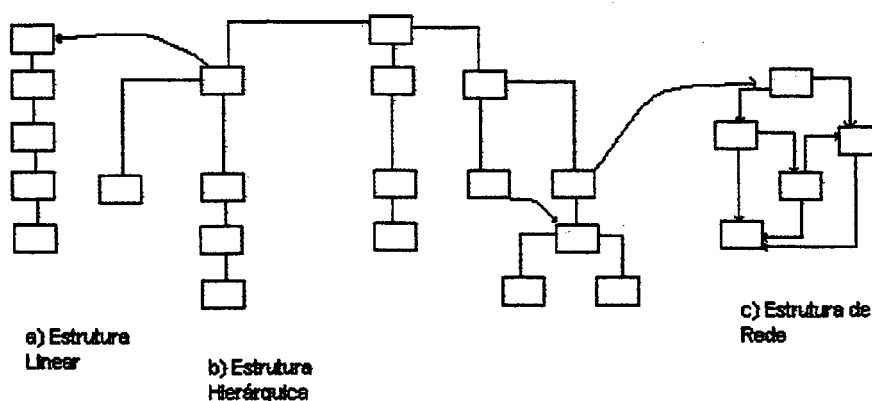 a) Estrutura
Linear
b) Estrutura
Hierárquica
c) Estrutura de
Rede